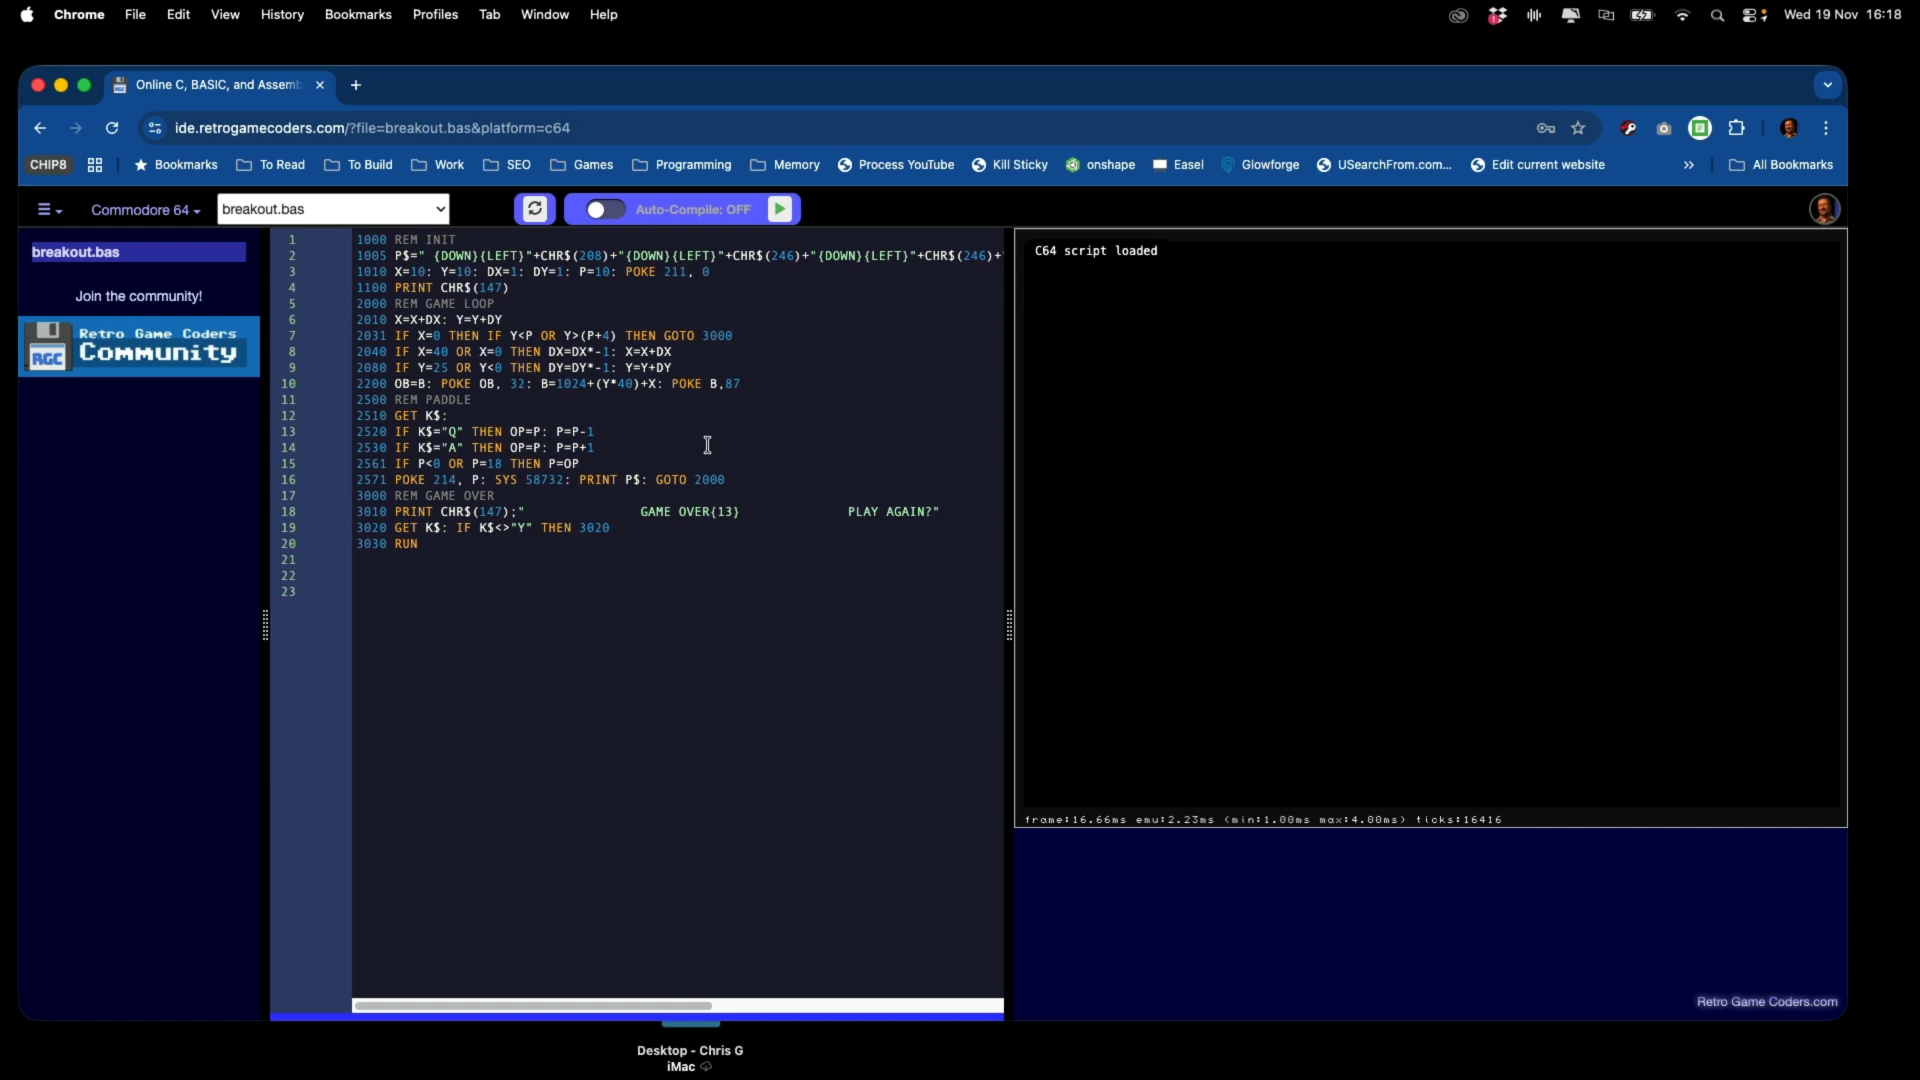 Chrome File Edit View History Bookmarks Profiles Tab Window Help
1
Wed 19 Nov 16:18
Online C, BASIC, and Assemb
ide.retrogamecoders.com/?file=breakout.bas&platform=c64
CHIP8 Bookmarks To Read To Build Work SEO Games Programming Memory Process YouTube Kill Sticky onshape Easel Glowforge USearchFrom.com... Edit current website » All Bookmarks
Commodore 64 breakout.bas Auto-Compile: OFF
breakout.bas
Join the community!
RGC
Retro Game Coders
Community
1 1000 REM INIT
2 1005 P$=" {DOWN}{LEFT}"+CHR$(208)+"{DOWN}{LEFT}"+CHR$(246)+"{DOWN}{LEFT}"+CHR$(246)+"
3 1010 X=10: Y=10: DX=1: DY=1: P=10: POKE 211, 0
4 1100 PRINT CHR$(147)
5 2000 REM GAME LOOP
6 2010 X=X+DX: Y=Y+DY
7 2031 IF X=0 THEN IF Y<P OR Y>(P+4) THEN GOTO 3000
8 2040 IF X=40 OR X=0 THEN DX=DX*-1: X=X+DX
9 2080 IF Y=25 OR Y<0 THEN DY=DY*-1: Y=Y+DY
10 2200 OB=B: POKE OB, 32: B=1024+(Y*40)+X: POKE B,87
11 2500 REM PADDLE
12 2510 GET K$:
13 2520 IF K$="Q" THEN OP=P: P=P-1
14 2530 IF K$="A" THEN OP=P: P=P+1
15 2561 IF P<0 OR P=18 THEN P=OP
16 2571 POKE 214, P: SYS 58732: PRINT P$: GOTO 2000
17 3000 REM GAME OVER
18 3010 PRINT CHR$(147);"               GAME OVER{13}              PLAY AGAIN?"
19 3020 GET K$: IF K$<>"Y" THEN 3020
20 3030 RUN
21
22
23
C64 script loaded
frame:16.66ms emu:2.23ms (min:1.00ms max:4.00ms) ticks:16416
Retro Game Coders.com
Desktop - Chris G
iMac